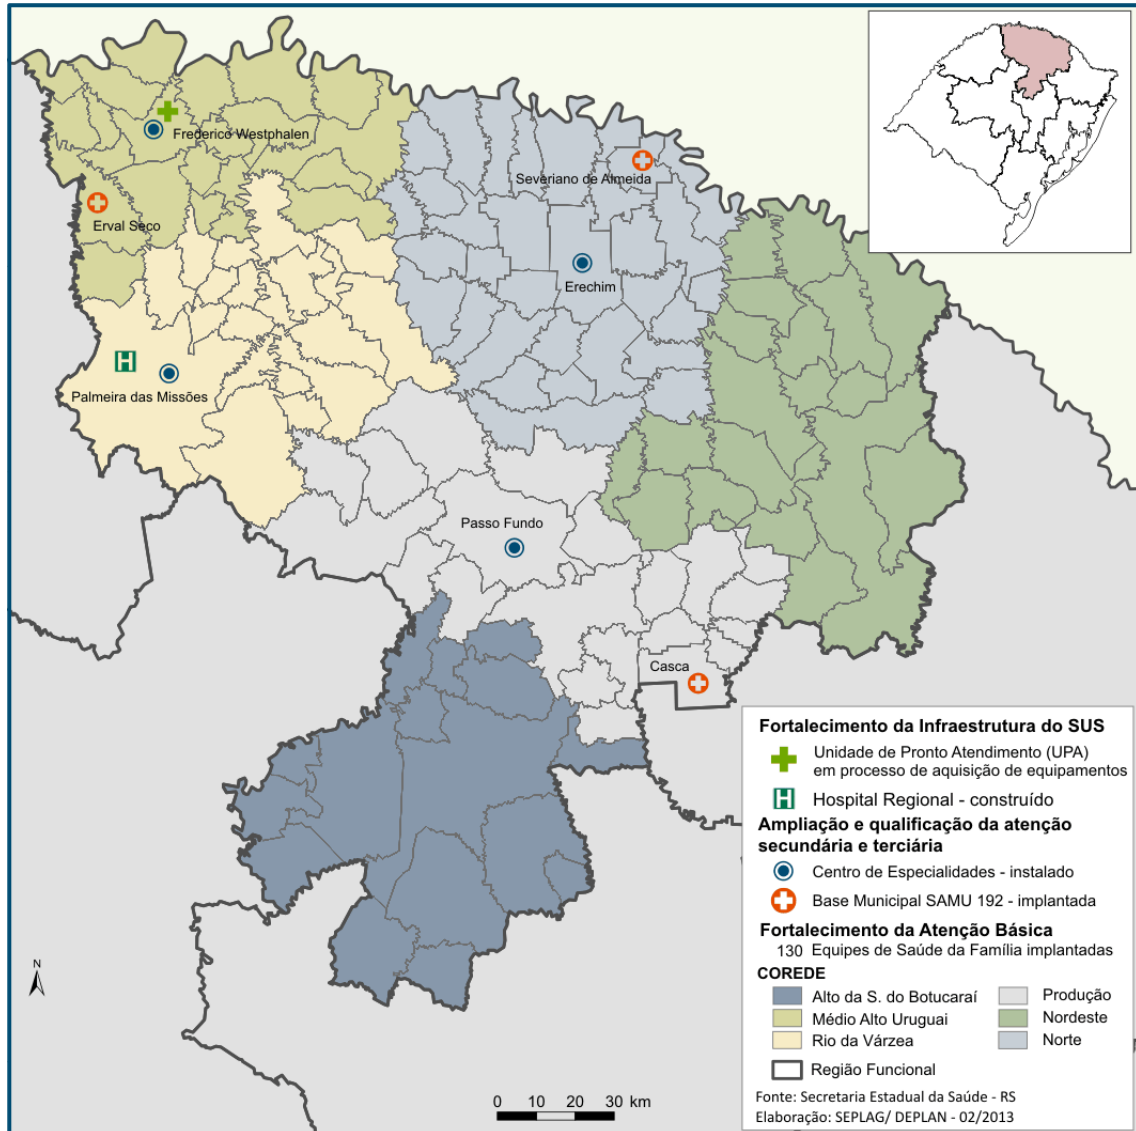 Frederico Westphalen
Severiano de Almeida
Erval Seco
Erechim
Palmeira das Missões
Passo Fundo
Casca
Fortalecimento da Infraestrutura do SUS
Unidade de Pronto Atendimento (UPA)
em processo de aquisição de equipamentos
H Hospital Regional - construído
Ampliação e qualificação da atenção
secundária e terciária
Centro de Especialidades - instalado
Base Municipal SAMU 192 - implantada
Fortalecimento da Atenção Básica
130 Equipes de Saúde da Família implantadas
COREDE
Alto da S. do Botucaraí
Produção
Médio Alto Uruguai
Nordeste
Rio da Várzea
Norte
Região Funcional
Fonte: Secretaria Estadual da Saúde - RS
Elaboração: SEPLAG/ DEPLAN - 02/2013
N
0 10 20 30 km